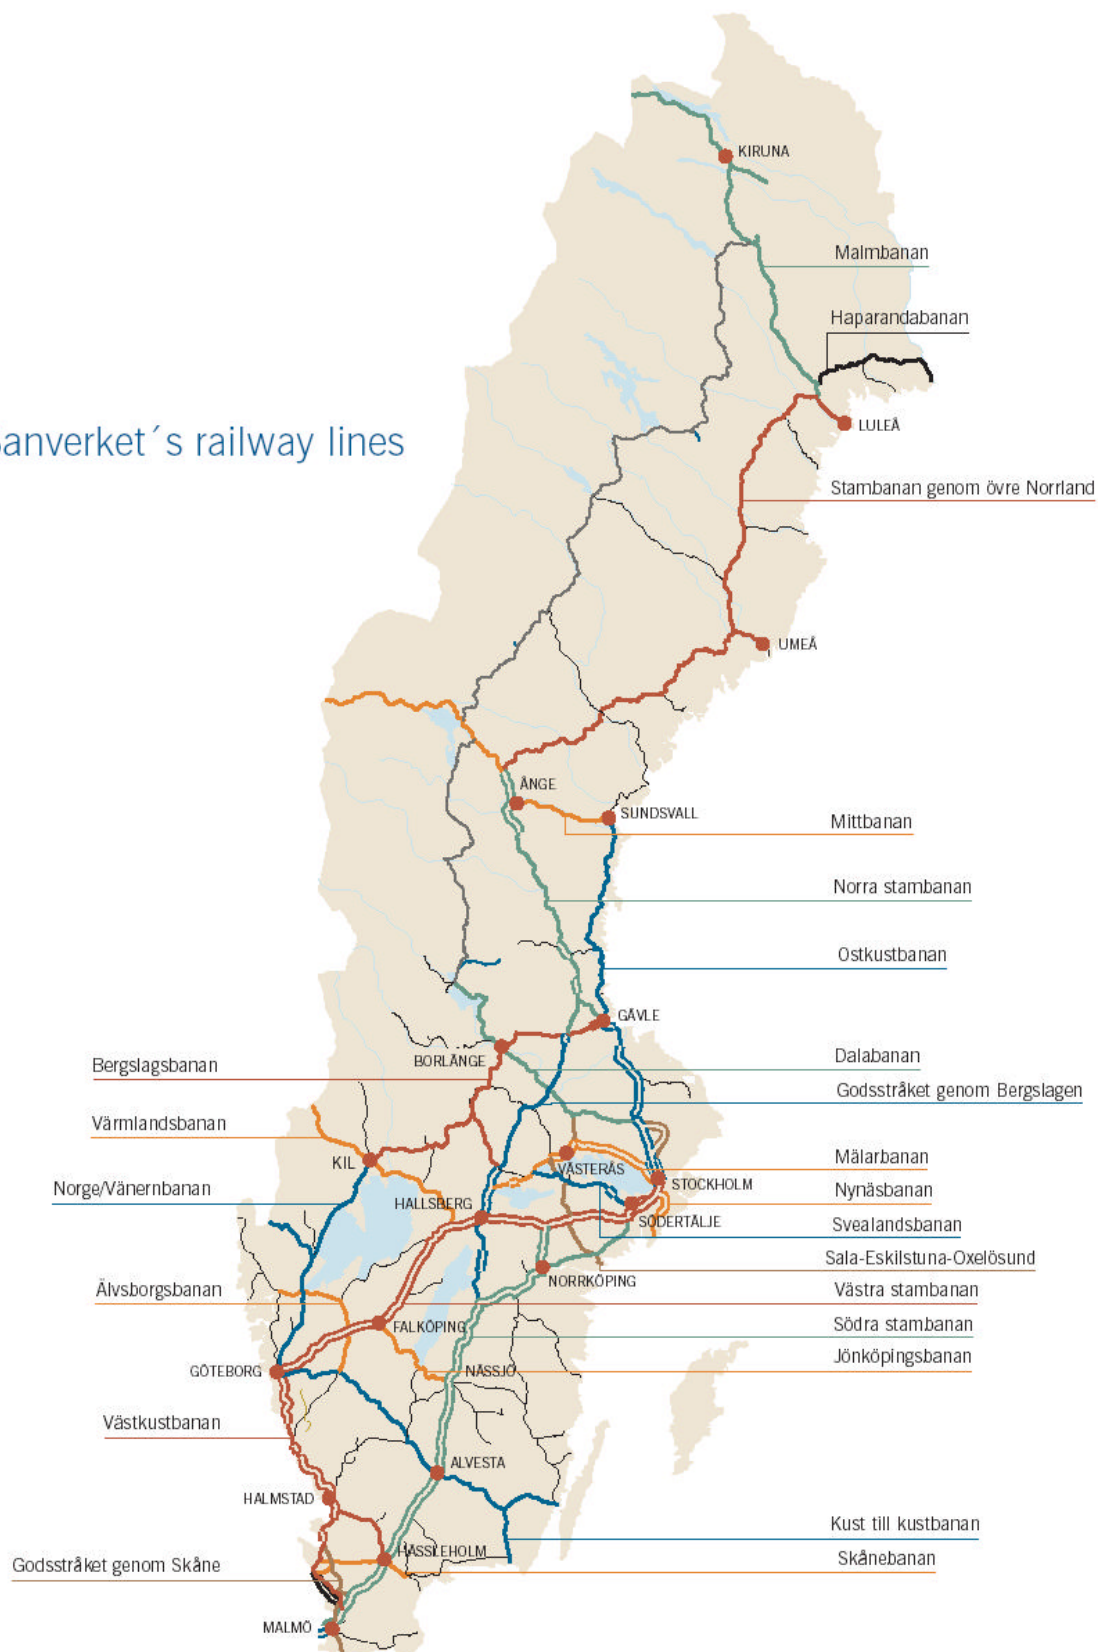 KIRUNA
Malmbanan
Haparandabanan
LULEÅ
anverket´s railway lines
Stambanan genom övre Norrland
UMEÅ
ÅNGE
SUNDSVALL
Mittbanan
Norra stambanan
Ostkustbanan
GÄVLE
BORLÄNGE
Dalabanan
Bergslagsbanan
Godsstråket genom Bergslagen
Värmlandsbanan
KIL
VÄSTERÅS
Mälarbanan
STOCKHOLM
Norge/Vänernbanan
Nynäsbanan
HALLSBERG
SÖDERTÄLJE
Svealandsbanan
Sala-Eskilstuna-Oxelösund
NORRKÖPING
Älvsborgsbanan
Västra stambanan
FALKÖPING
Södra stambanan
Jönköpingsbanan
GÖTEBORG
NÄSSJÖ
Västkustbanan
ALVESTA
HALMSTAD
Kust till kustbanan
HÄSSLEHOLM
Skånebanan
Godsstråket genom Skåne
MALMÖ